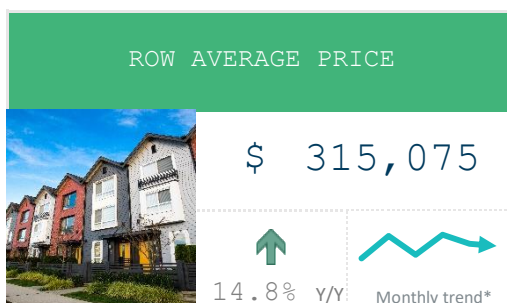 ROW AVERAGE PRICE
$ 315,075
14.8% Y/Y
Monthly trend*